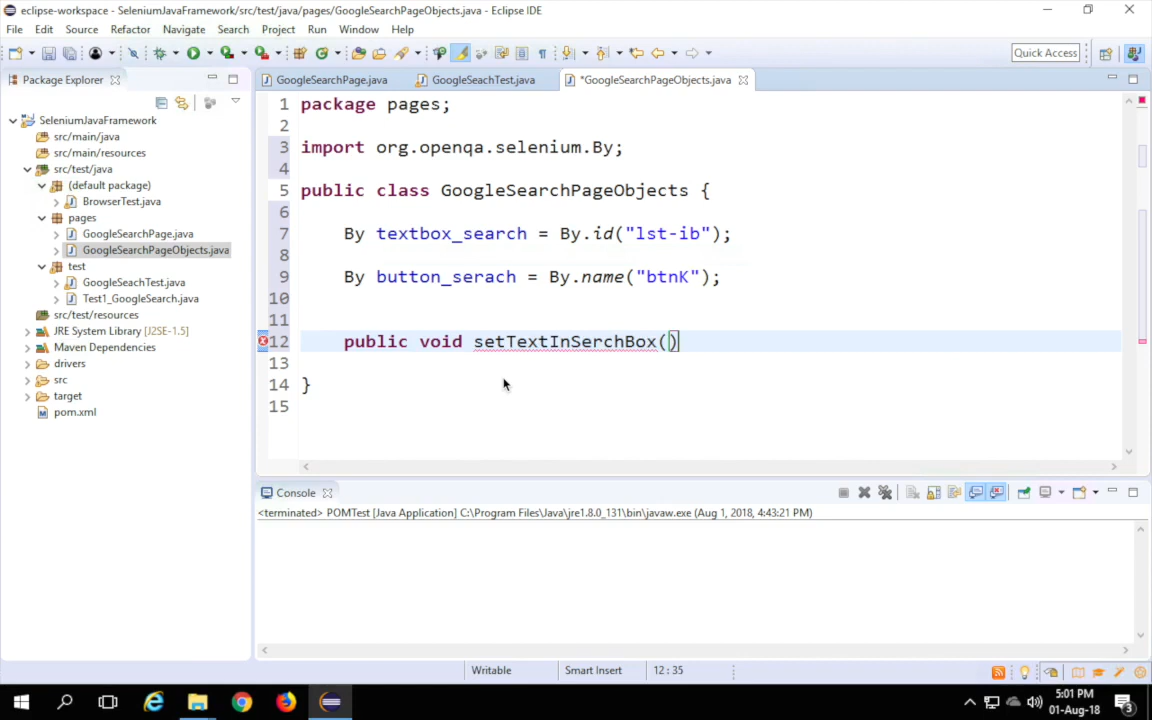 eclipse-workspace - SeleniumJavaFramework/src/test/java/pages/GoogleSearchPageObjects.java - Eclipse IDE
File Edit Source Refactor Navigate Search Project Run Window Help
Quick Access
Package Explorer
GoogleSearchPage.java GoogleSeachTest.java *GoogleSearchPageObjects.java
SeleniumJavaFramework
src/main/java
src/main/resources
src/test/java
(default package)
BrowserTest.java
pages
GoogleSearchPage.java
GoogleSearchPageObjects.java
test
GoogleSeachTest.java
Test1_GoogleSearch.java
src/test/resources
JRE System Library [J2SE-1.5]
Maven Dependencies
drivers
src
target
pom.xml
1 package pages;
2
3 import org.openqa.selenium.By;
4
5 public class GoogleSearchPageObjects {
6
7 By textbox_search = By.id("lst-ib");
8
9 By button_serach = By.name("btnK");
10
11
12 public void setTextInSerchBox()
13
14 }
15
Console
<terminated> POMTest [Java Application] C:\Program Files\Java\jre1.8.0_131\bin\javaw.exe (Aug 1, 2018, 4:43:21 PM)
Writable Smart Insert 12 : 35
5:01 PM
01-Aug-18
3